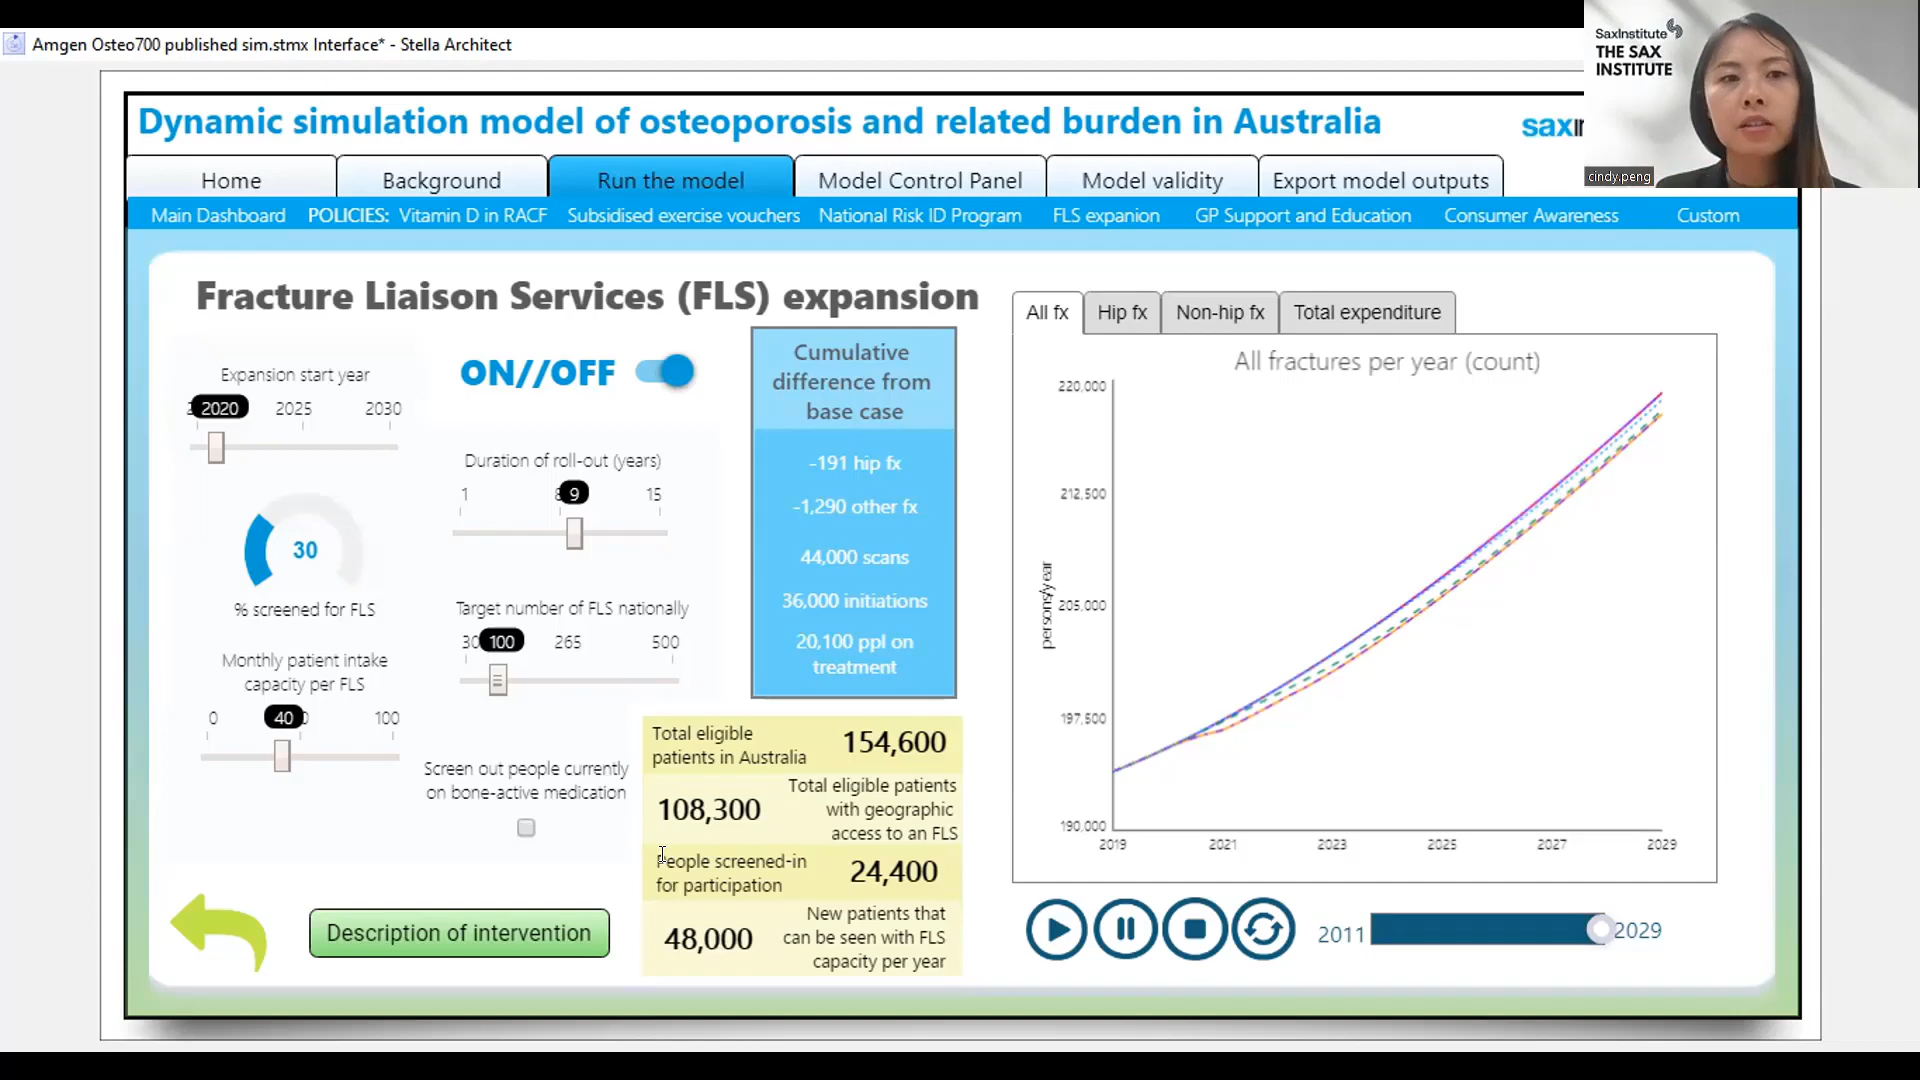 Amgen Osteo700 published sim.stmx Interface* - Stella Architect
SaxInstitute
THE SAX
INSTITUTE
cindy.peng
Dynamic simulation model of osteoporosis and related burden in Australia
Home
Background
Run the model
Model Control Panel
Model validity
Export model outputs
Main Dashboard
POLICIES:
Vitamin D in RACF
Subsidised exercise vouchers
National Risk ID Program
FLS expanion
GP Support and Education
Consumer Awareness
Custom
Fracture Liaison Services (FLS) expansion
Expansion start year
2020
2025
2030
ON//OFF
Duration of roll-out (years)
1
9
15
30
% screened for FLS
Target number of FLS nationally
30
100
265
500
Monthly patient intake
capacity per FLS
0
40
100
Screen out people currently
on bone-active medication
Description of intervention
Cumulative
difference from
base case
-191 hip fx
-1,290 other fx
44,000 scans
36,000 initiations
20,100 ppl on
treatment
Total eligible
patients in Australia
154,600
108,300
Total eligible patients
with geographic
access to an FLS
People screened-in
for participation
24,400
48,000
New patients that
can be seen with FLS
capacity per year
All fx
Hip fx
Non-hip fx
Total expenditure
All fractures per year (count)
220,000
212,500
205,000
197,500
190,000
persons/year
2019
2021
2023
2025
2027
2029
2011
2029